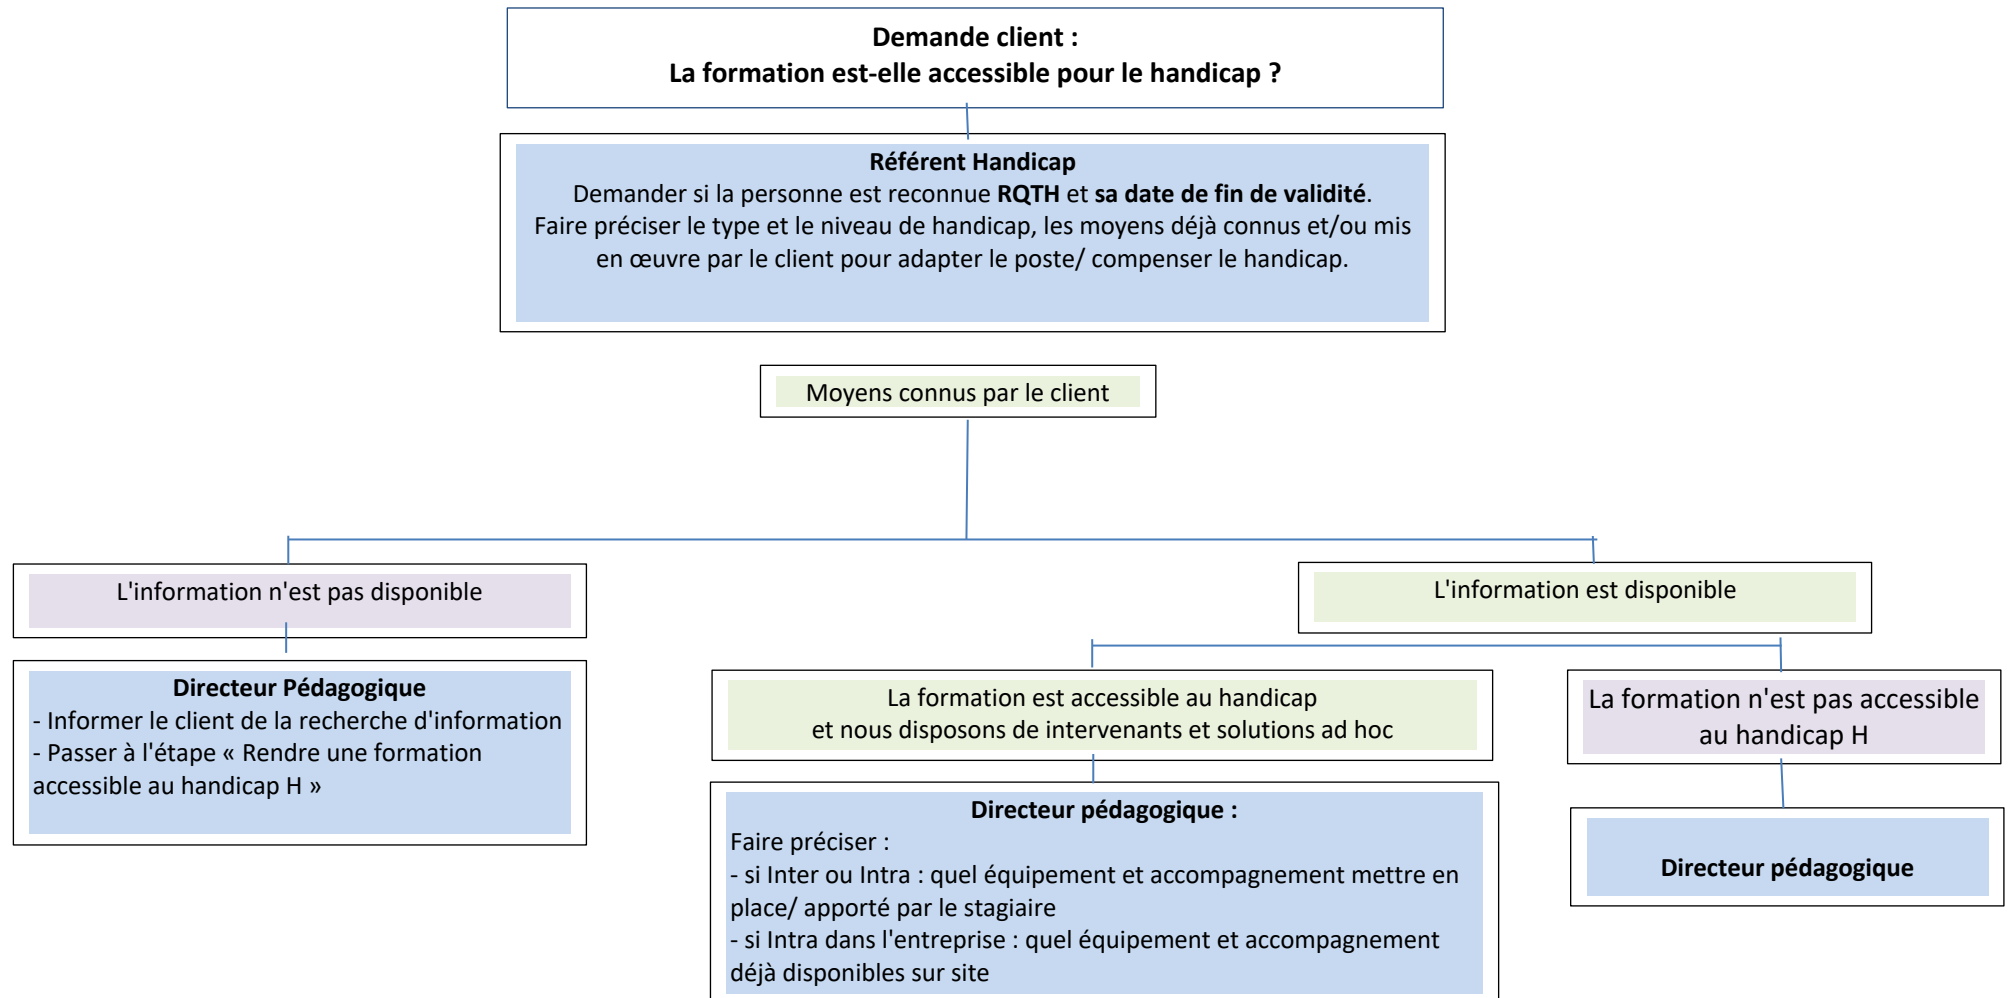 Demande client :
La formation est-elle accessible pour le handicap ?
Référent Handicap
Demander si la personne est reconnue RQTH et sa date de fin de validité.
Faire préciser le type et le niveau de handicap, les moyens déjà connus et/ou mis
en œuvre par le client pour adapter le poste/ compenser le handicap.
Moyens connus par le client
L'information n'est pas disponible
L'information est disponible
Directeur Pédagogique
- Informer le client de la recherche d'information
- Passer à l'étape « Rendre une formation
accessible au handicap H »
La formation est accessible au handicap
et nous disposons de intervenants et solutions ad hoc
La formation n'est pas accessible
au handicap H
Directeur pédagogique :
Faire préciser :
- si Inter ou Intra : quel équipement et accompagnement mettre en
place/ apporté par le stagiaire
- si Intra dans l'entreprise : quel équipement et accompagnement
déjà disponibles sur site
Directeur pédagogique